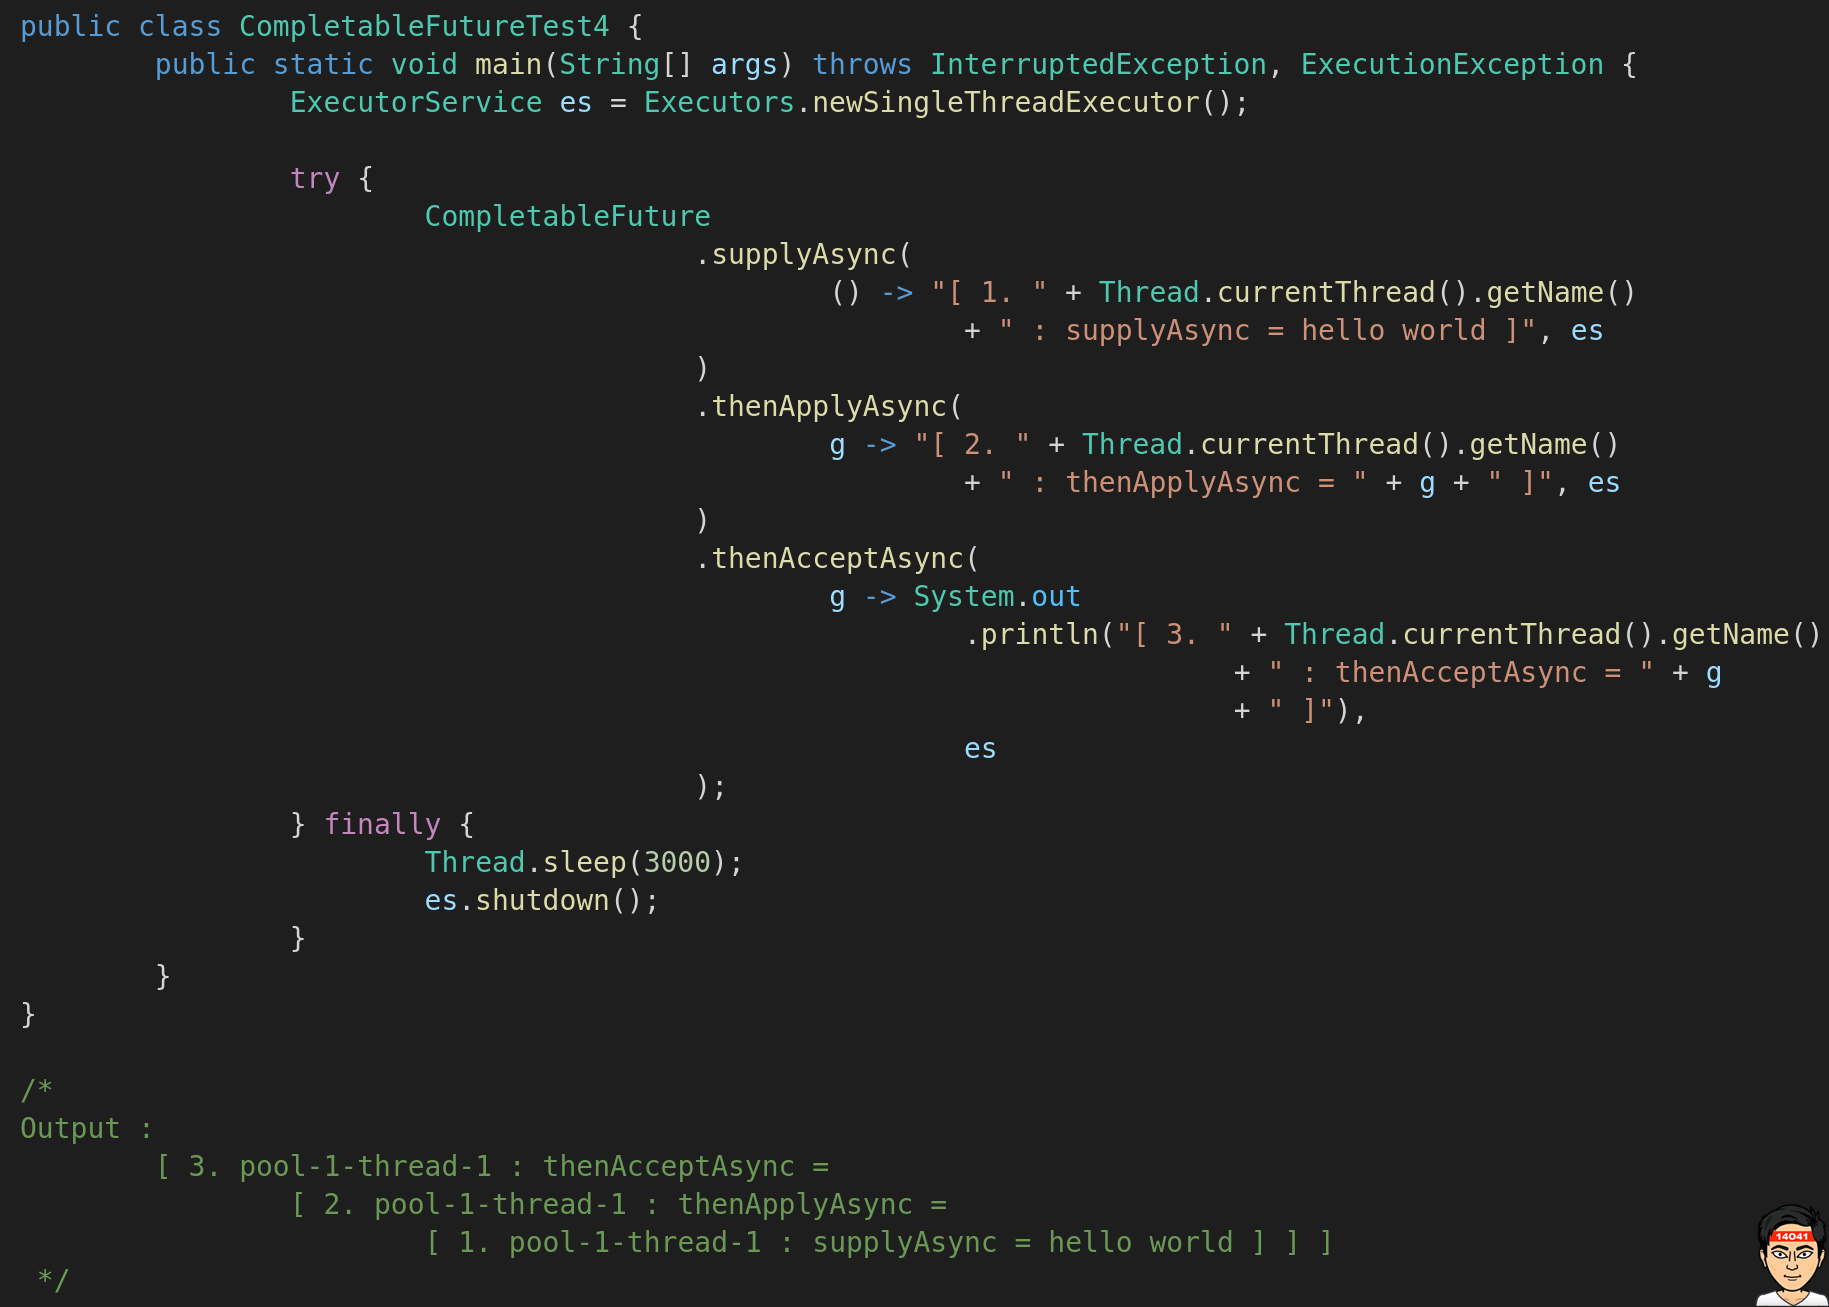 public class CompletableFutureTest4 {
        public static void main(String[] args) throws InterruptedException, ExecutionException {
                ExecutorService es = Executors.newSingleThreadExecutor();

                try {
                        CompletableFuture
                                        .supplyAsync(
                                                () -> "[ 1. " + Thread.currentThread().getName()
                                                        + " : supplyAsync = hello world ]", es
                                        )
                                        .thenApplyAsync(
                                                g -> "[ 2. " + Thread.currentThread().getName()
                                                        + " : thenApplyAsync = " + g + " ]", es
                                        )
                                        .thenAcceptAsync(
                                                g -> System.out
                                                        .println("[ 3. " + Thread.currentThread().getName()
                                                                        + " : thenAcceptAsync = " + g
                                                                        + " ]"),
                                                        es
                                        );
                } finally {
                        Thread.sleep(3000);
                        es.shutdown();
                }
        }
}

/*
Output :
        [ 3. pool-1-thread-1 : thenAcceptAsync =
                [ 2. pool-1-thread-1 : thenApplyAsync =
                        [ 1. pool-1-thread-1 : supplyAsync = hello world ] ] ]
 */
14041